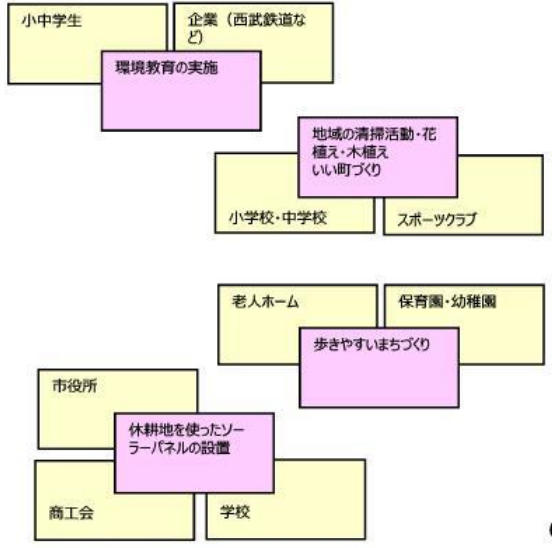 小中学生
企業（西武鉄道な
ど）
環境教育の実施
地域の清掃活動・花
植え・木植え
いい町づくり
小学校・中学校
スポーツクラブ
老人ホーム
保育園・幼稚園
歩きやすいまちづくり
市役所
休耕地を使ったソー
ラーパネルの設置
商工会
学校